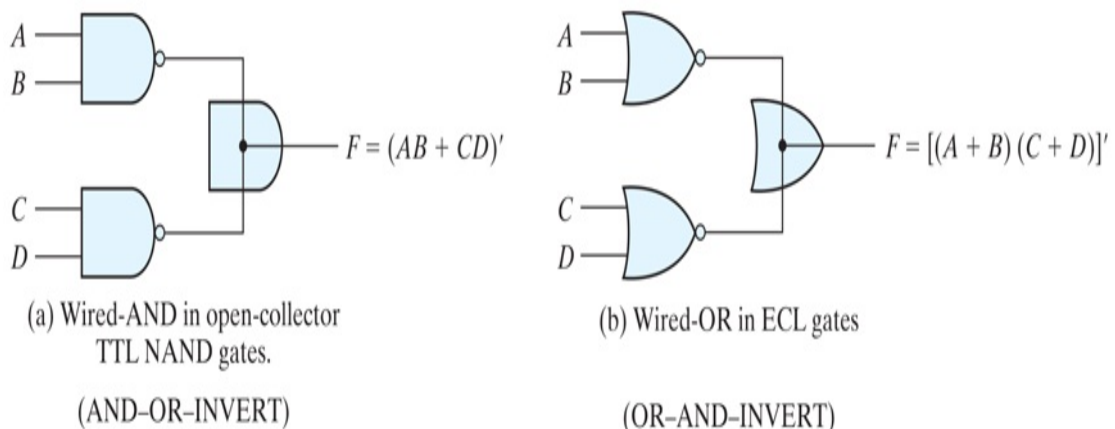 A
B
C
D
F = (AB + CD)′
(a) Wired-AND in open-collector
TTL NAND gates.
(AND–OR–INVERT)
A
B
C
D
F = [(A + B) (C + D)]′
(b) Wired-OR in ECL gates
(OR–AND–INVERT)